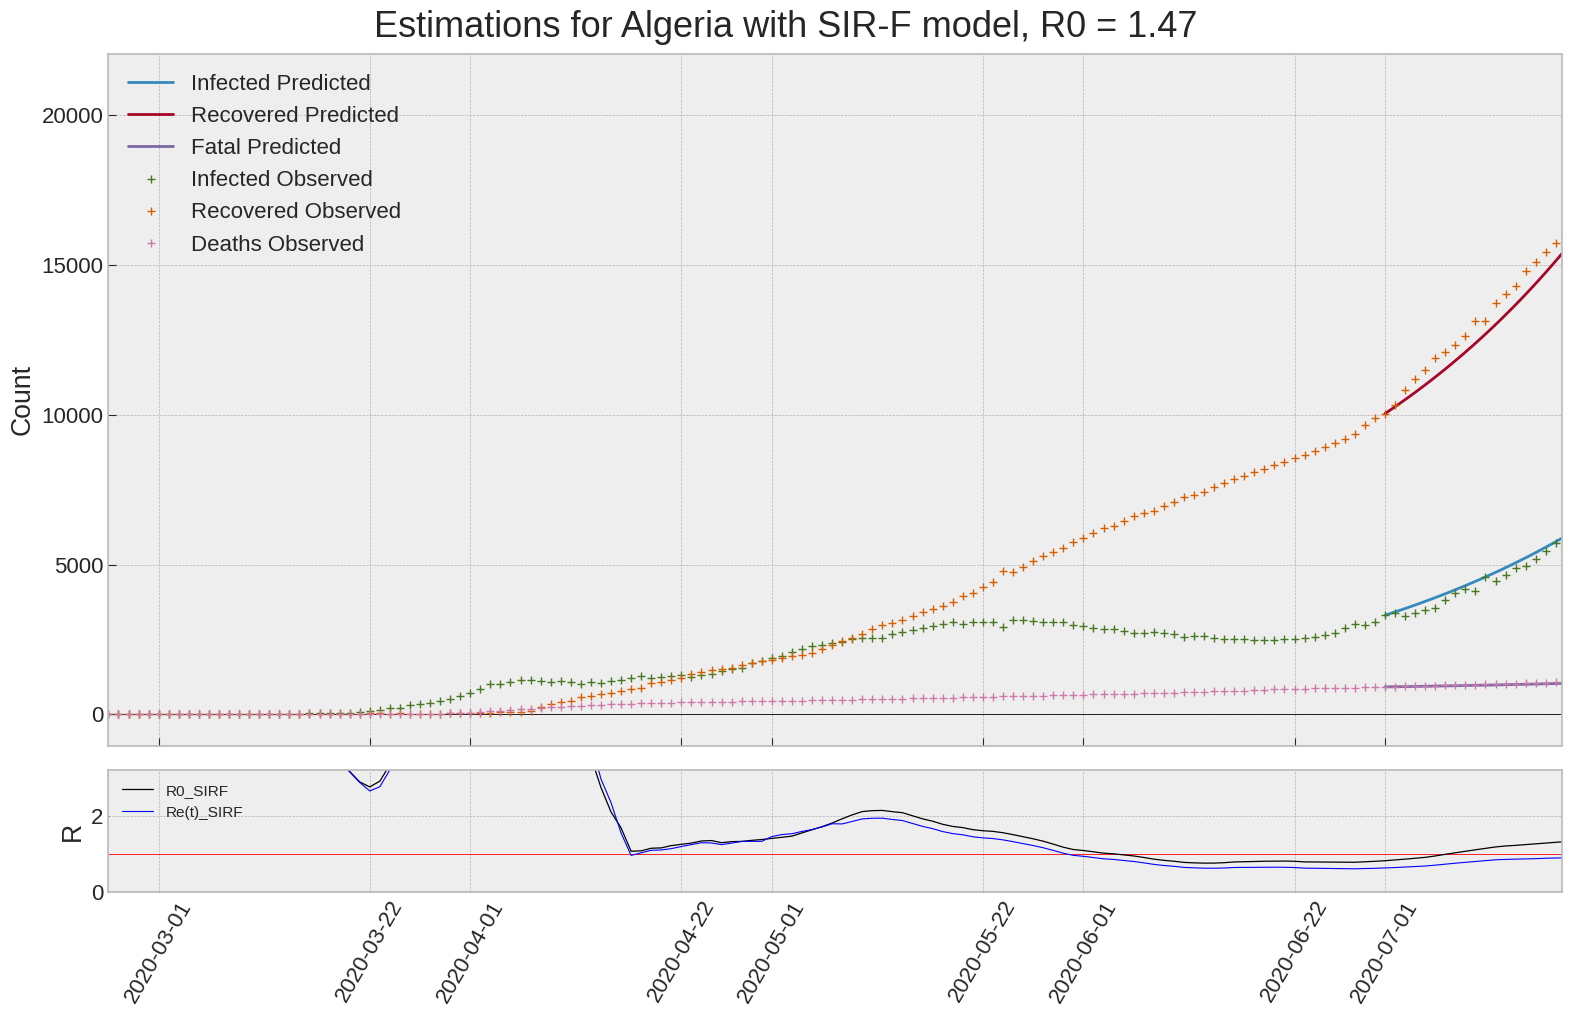 Estimations for Algeria with SIR-F model, R0 = 1.47
Infected Predicted
Recovered Predicted
Fatal Predicted
Infected Observed
Recovered Observed
Deaths Observed
Count
20000
15000
10000
5000
0
R0_SIRF
Re(t)_SIRF
R
2
0
2020-03-01
2020-03-22
2020-04-01
2020-04-22
2020-05-01
2020-05-22
2020-06-01
2020-06-22
2020-07-01